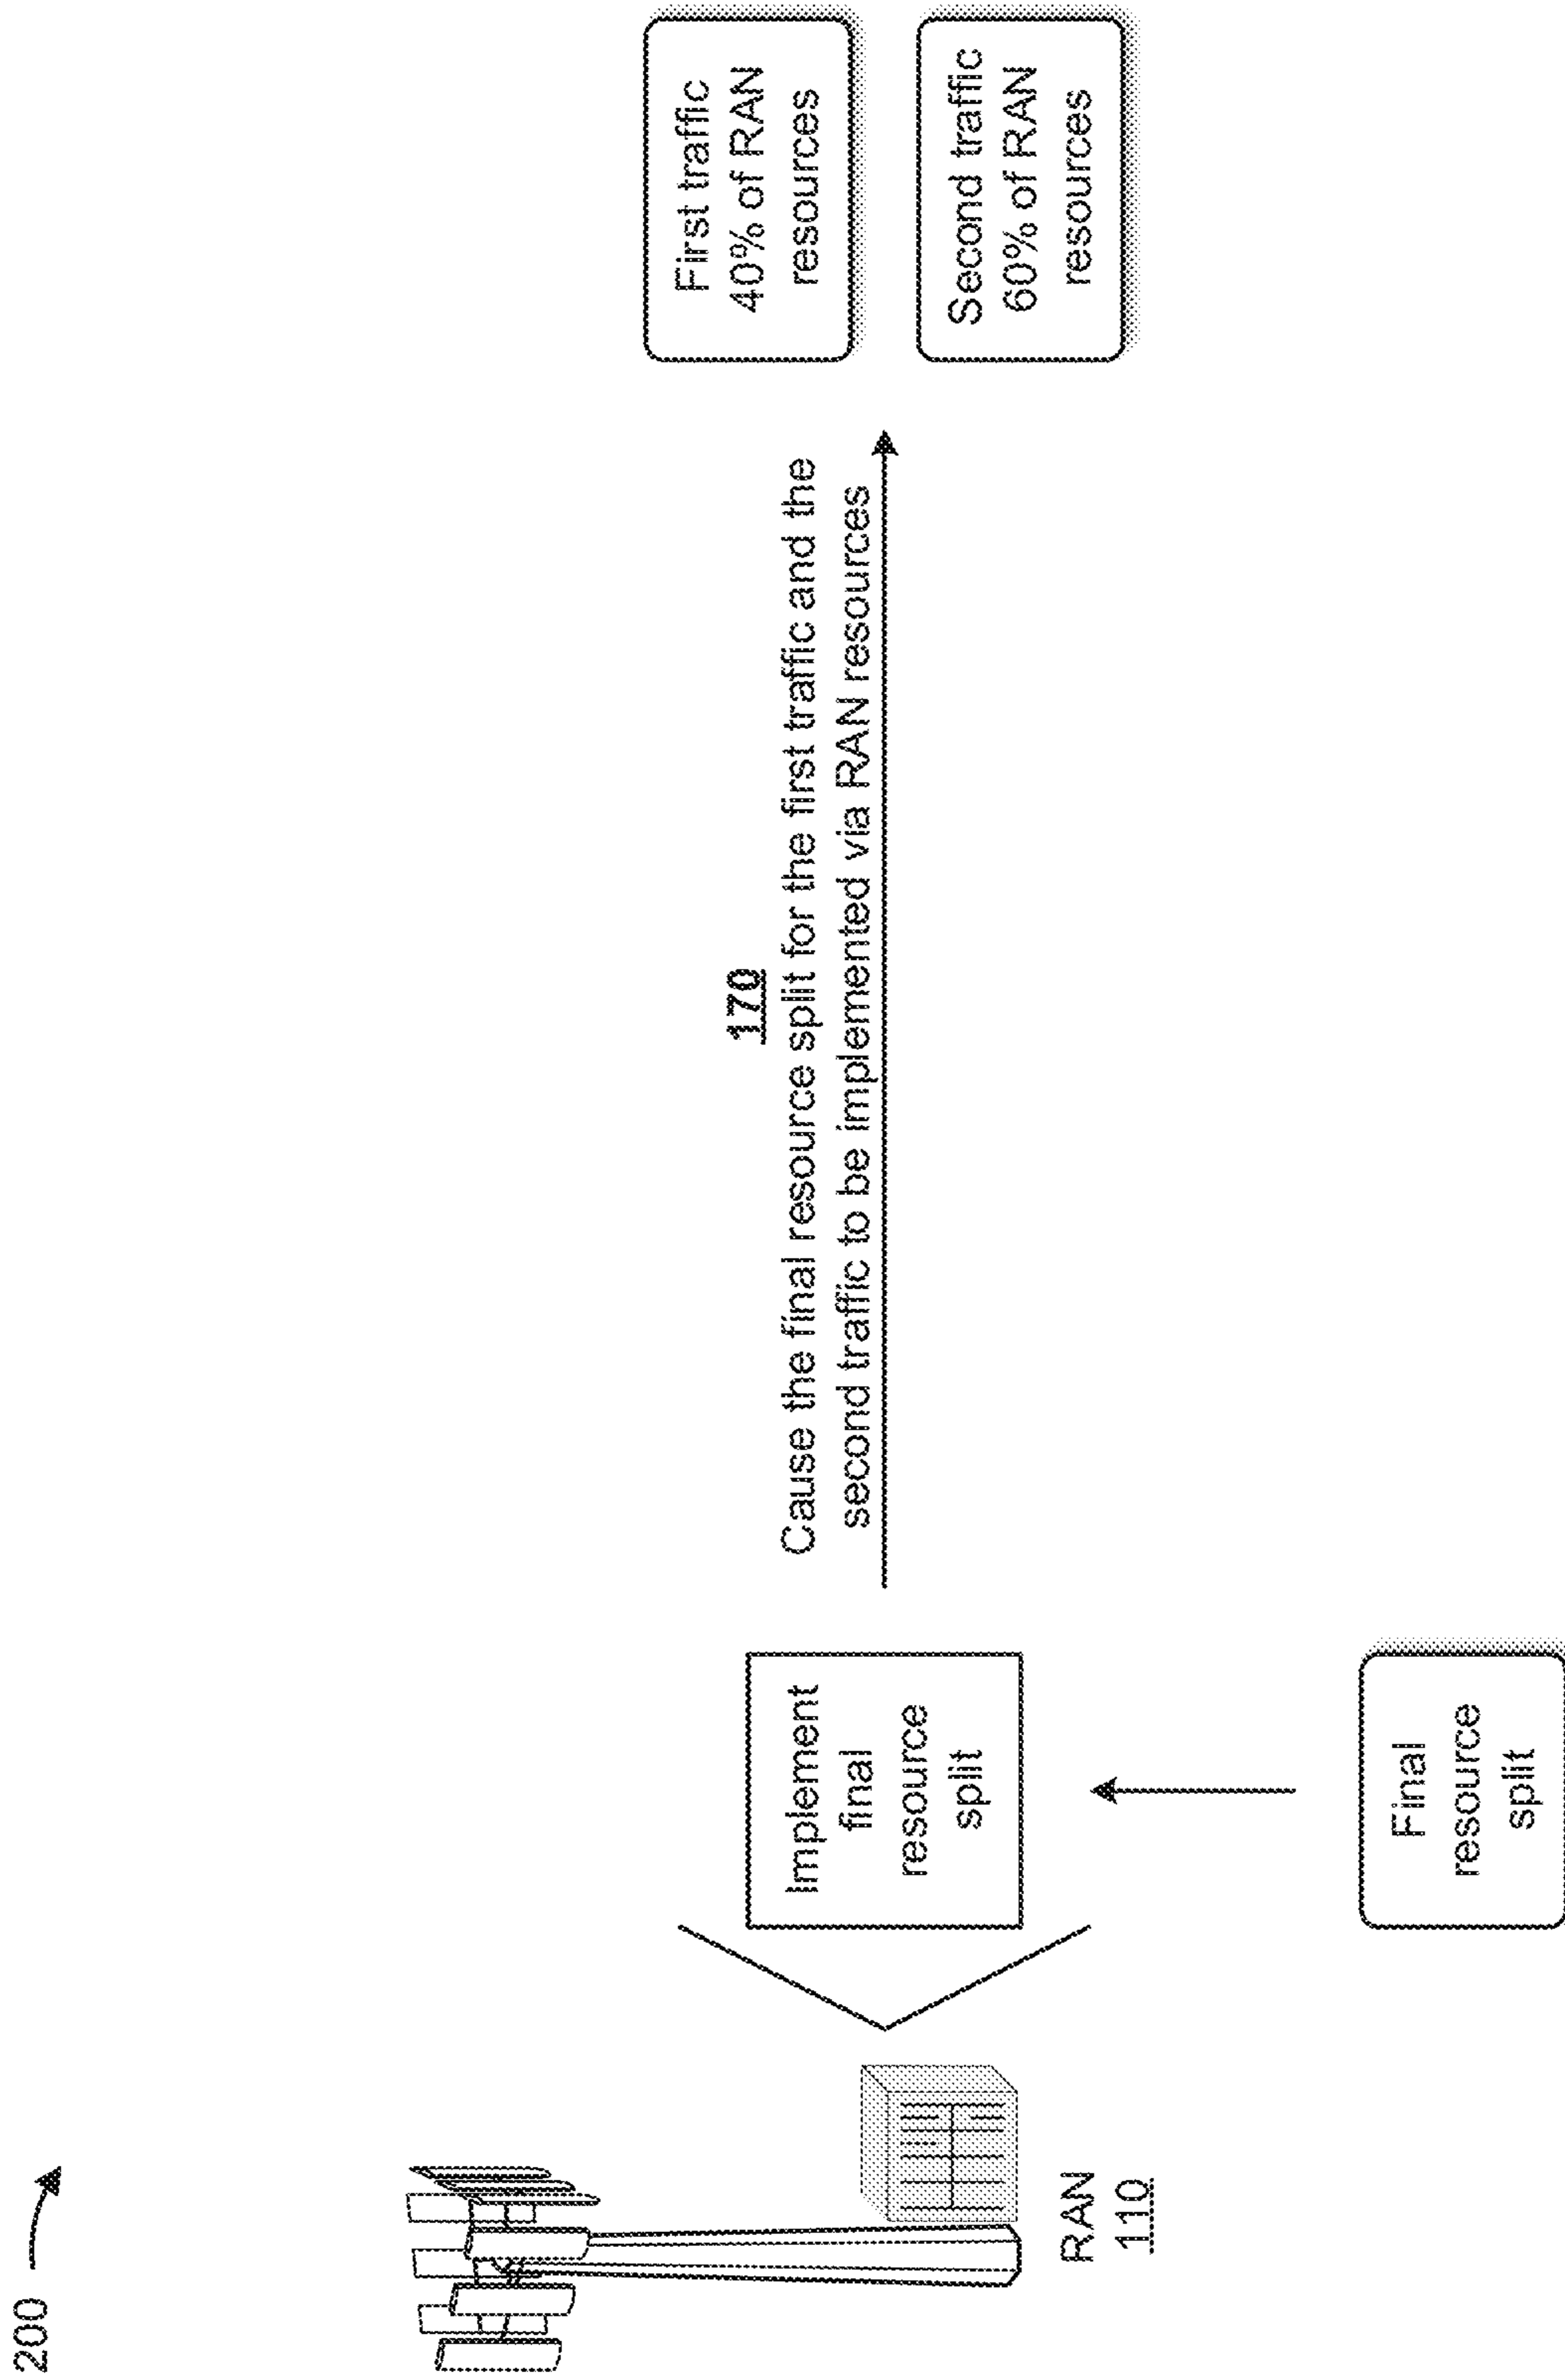 200
RAN
110
Implement
final
resource
split
Final
resource
split
170
Cause the final resource split for the first traffic and the
second traffic to be implemented via RAN resources
First traffic
40% of RAN
resources
Second traffic
60% of RAN
resources